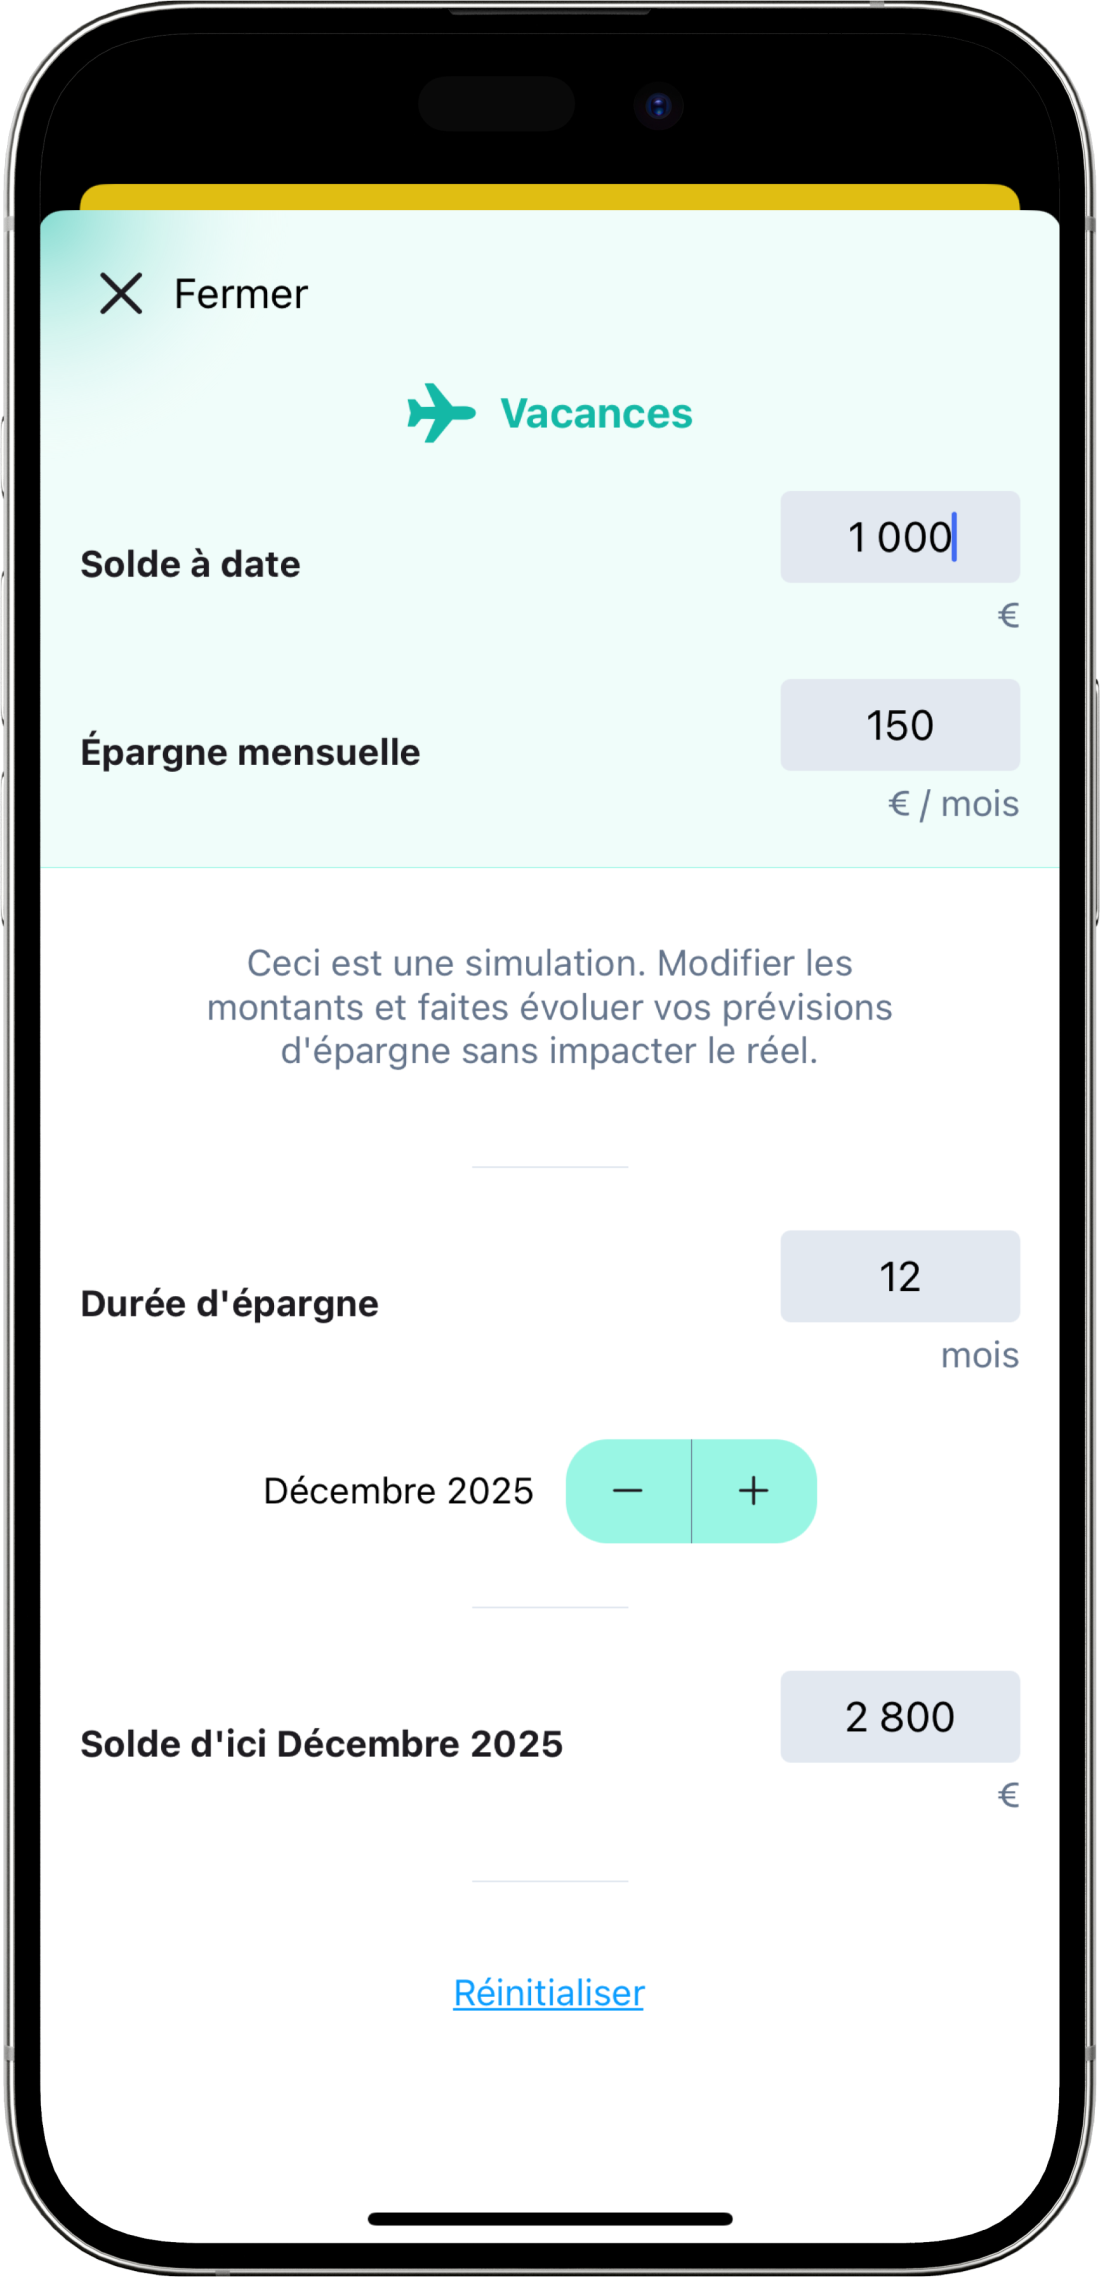 Fermer
Vacances
Solde à date
1 000
€
Épargne mensuelle
150
€ / mois
Ceci est une simulation. Modifier les
montants et faites évoluer vos prévisions
d'épargne sans impacter le réel.
Durée d'épargne
12
mois
Décembre 2025
− +
Solde d'ici Décembre 2025
2 800
€
Réinitialiser